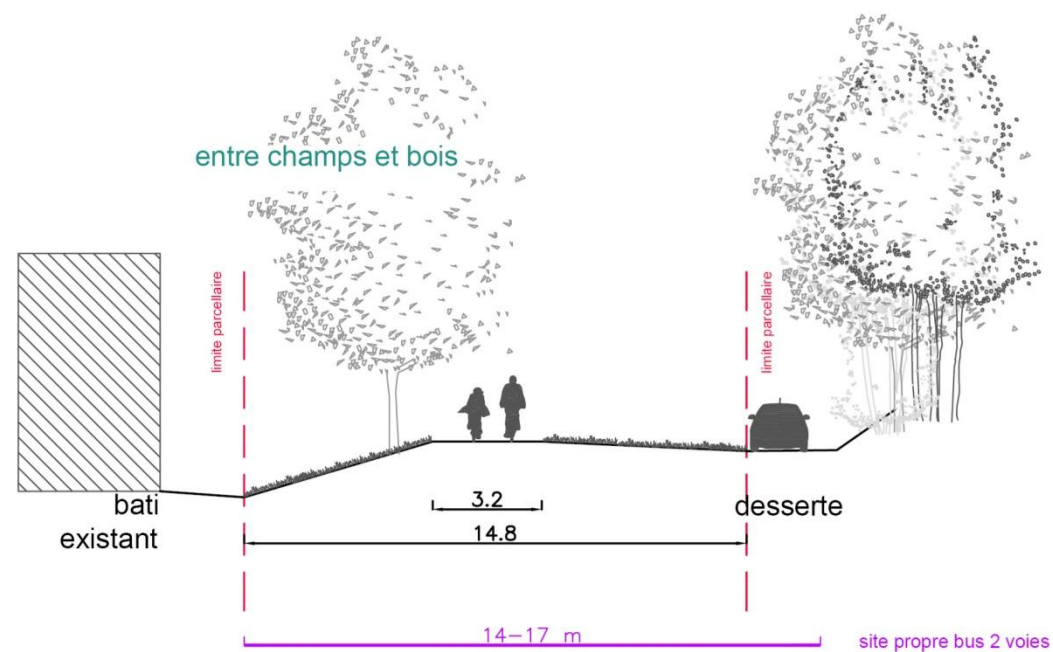 entre champs et bois
limite parcellaire
limite parcellaire
bati
existant
3.2
desserte
14.8
14-17 m
site propre bus 2 voies